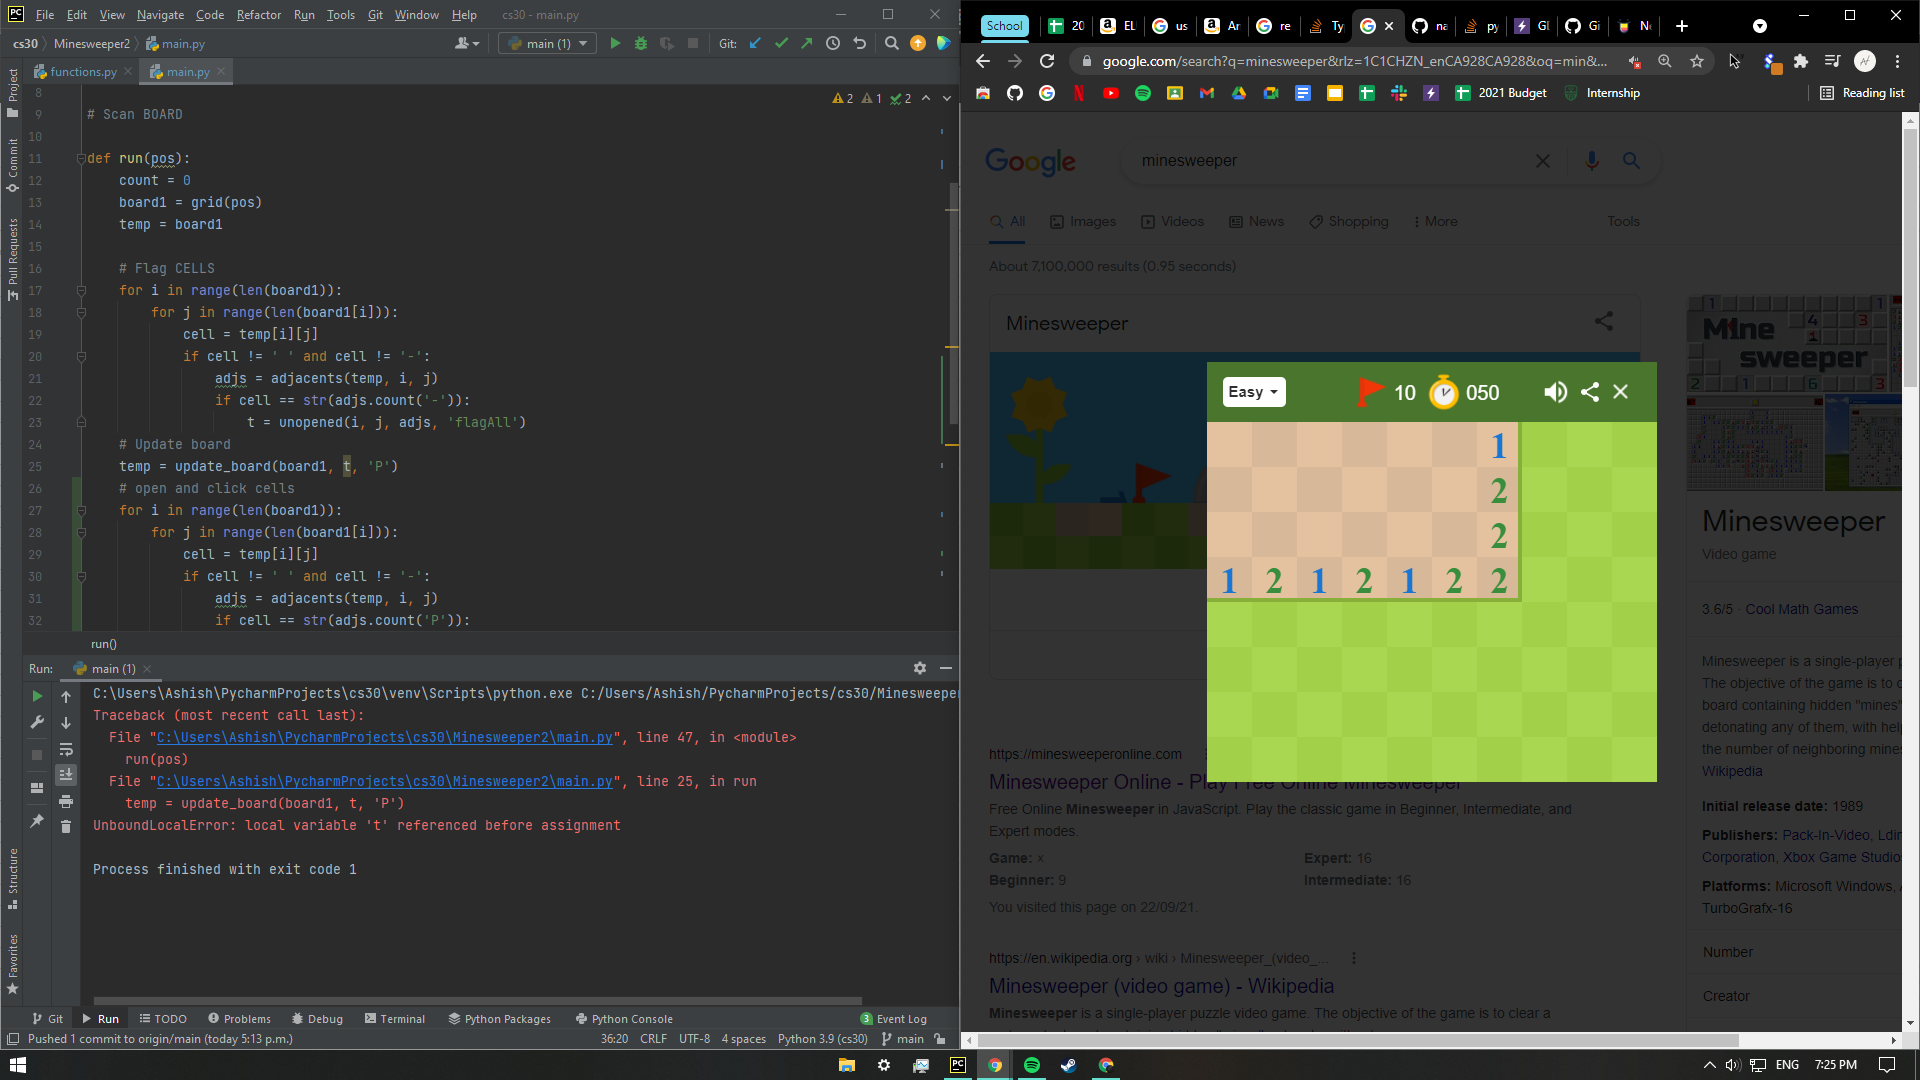 File Edit View Navigate Code Refactor Run Tools Git Window Help cs30 - main.py
cs30 Minesweeper2 main.py
main (1)
Git:
functions.py main.py
Project
Commit
Pull Requests
Structure
Favorites
2 1 2
8
9 # Scan BOARD
10
11 def run(pos):
12 count = 0
13 board1 = grid(pos)
14 temp = board1
15
16 # Flag CELLS
17 for i in range(len(board1)):
18 for j in range(len(board1[i])):
19 cell = temp[i][j]
20 if cell != ' ' and cell != '-':
21 adjs = adjacents(temp, i, j)
22 if cell == str(adjs.count('-')):
23 t = unopened(i, j, adjs, 'flagAll')
24 # Update board
25 temp = update_board(board1, t, 'P')
26 # open and click cells
27 for i in range(len(board1)):
28 for j in range(len(board1[i])):
29 cell = temp[i][j]
30 if cell != ' ' and cell != '-':
31 adjs = adjacents(temp, i, j)
32 if cell == str(adjs.count('P')):
run()
Run: main (1)
C:\Users\Ashish\PycharmProjects\cs30\venv\Scripts\python.exe C:/Users/Ashish/PycharmProjects/cs30/Minesweeper
Traceback (most recent call last):
File "C:\Users\Ashish\PycharmProjects\cs30\Minesweeper2\main.py", line 47, in <module>
run(pos)
File "C:\Users\Ashish\PycharmProjects\cs30\Minesweeper2\main.py", line 25, in run
temp = update_board(board1, t, 'P')
UnboundLocalError: local variable 't' referenced before assignment
Process finished with exit code 1
Git Run TODO Problems Debug Terminal Python Packages Python Console 3 Event Log
Pushed 1 commit to origin/main (today 5:13 p.m.) 36:20 CRLF UTF-8 4 spaces Python 3.9 (cs30) main
School 20 El us Ar re Ty na py Gl Gi
google.com/search?q=minesweeper&rlz=1C1CHZN_enCA928CA928&oq=min&...
2021 Budget Internship Reading list
Google
minesweeper
All Images Videos News Shopping More Tools
About 7,100,000 results (0.95 seconds)
Minesweeper
Easy 10 050
1
2
2
1 2 1 2 1 2 2
https://minesweeperonline.com
Minesweeper Online - Play Free Online Minesweeper
Free Online Minesweeper in JavaScript. Play the classic game in Beginner, Intermediate, and
Expert modes.
Game: × Expert: 16
Beginner: 9 Intermediate: 16
You visited this page on 22/09/21.
https://en.wikipedia.org › wiki › Minesweeper_(video_...
Minesweeper (video game) - Wikipedia
Minesweeper is a single-player puzzle video game. The objective of the game is to clear a
Mine
sweeper
Minesweeper
Video game
3.6/5 · Cool Math Games
Minesweeper is a single-player
The objective of the game is to
board containing hidden "mines"
detonating any of them, with
the number of neighboring
Wikipedia
Initial release date: 1989
Publishers: Pack-In-Video,
Corporation, Xbox Game
Platforms: Microsoft Windows,
TurboGrafx-16
Number
Creator
ENG 7:25 PM